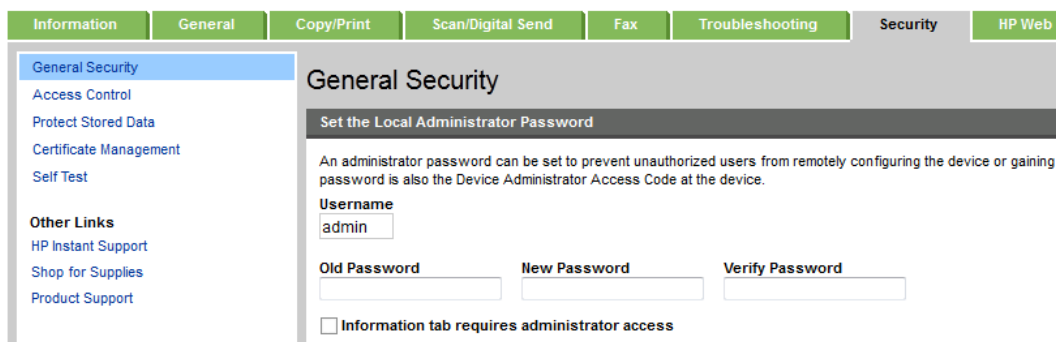 Information General Copy/Print Scan/Digital Send Fax Troubleshooting Security HP Web
General Security
Access Control
Protect Stored Data
Certificate Management
Self Test
Other Links
HP Instant Support
Shop for Supplies
Product Support
General Security
Set the Local Administrator Password
An administrator password can be set to prevent unauthorized users from remotely configuring the device or gaining
password is also the Device Administrator Access Code at the device.
Username
admin
Old Password New Password Verify Password
Information tab requires administrator access